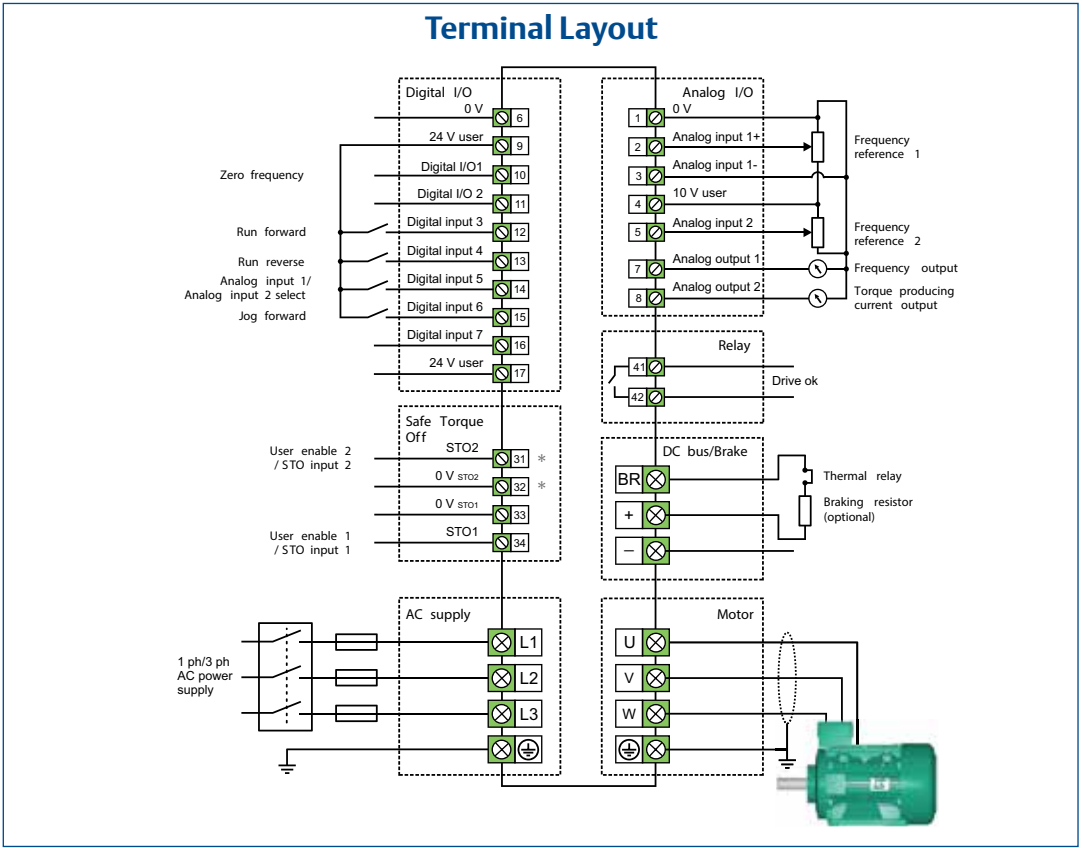 Terminal Layout
Digital I/O
0 V
6
24 V user
9
Zero frequency
Digital I/O1
10
Digital I/O 2
11
Run forward
Digital input 3
12
Run reverse
Digital input 4
13
Analog input 1/
Analog input 2 select
Digital input 5
14
Jog forward
Digital input 6
15
Digital input 7
16
24 V user
17
Analog I/O
0 V
1
Analog input 1+
2
Frequency
reference 1
Analog input 1-
3
10 V user
4
Analog input 2
5
Frequency
reference 2
Analog output 1
7
Frequency output
Analog output 2
8
Torque producing
current output
Relay
41
42
Drive ok
Safe Torque
Off
User enable 2
/ STO input 2
STO2
31 *
0 V STO2
32 *
0 V STO1
33
User enable 1
/ STO input 1
STO1
34
DC bus/Brake
BR
+
–
Thermal relay
Braking resistor
(optional)
AC supply
1 ph/3 ph
AC power
supply
L1
L2
L3
Motor
U
V
W